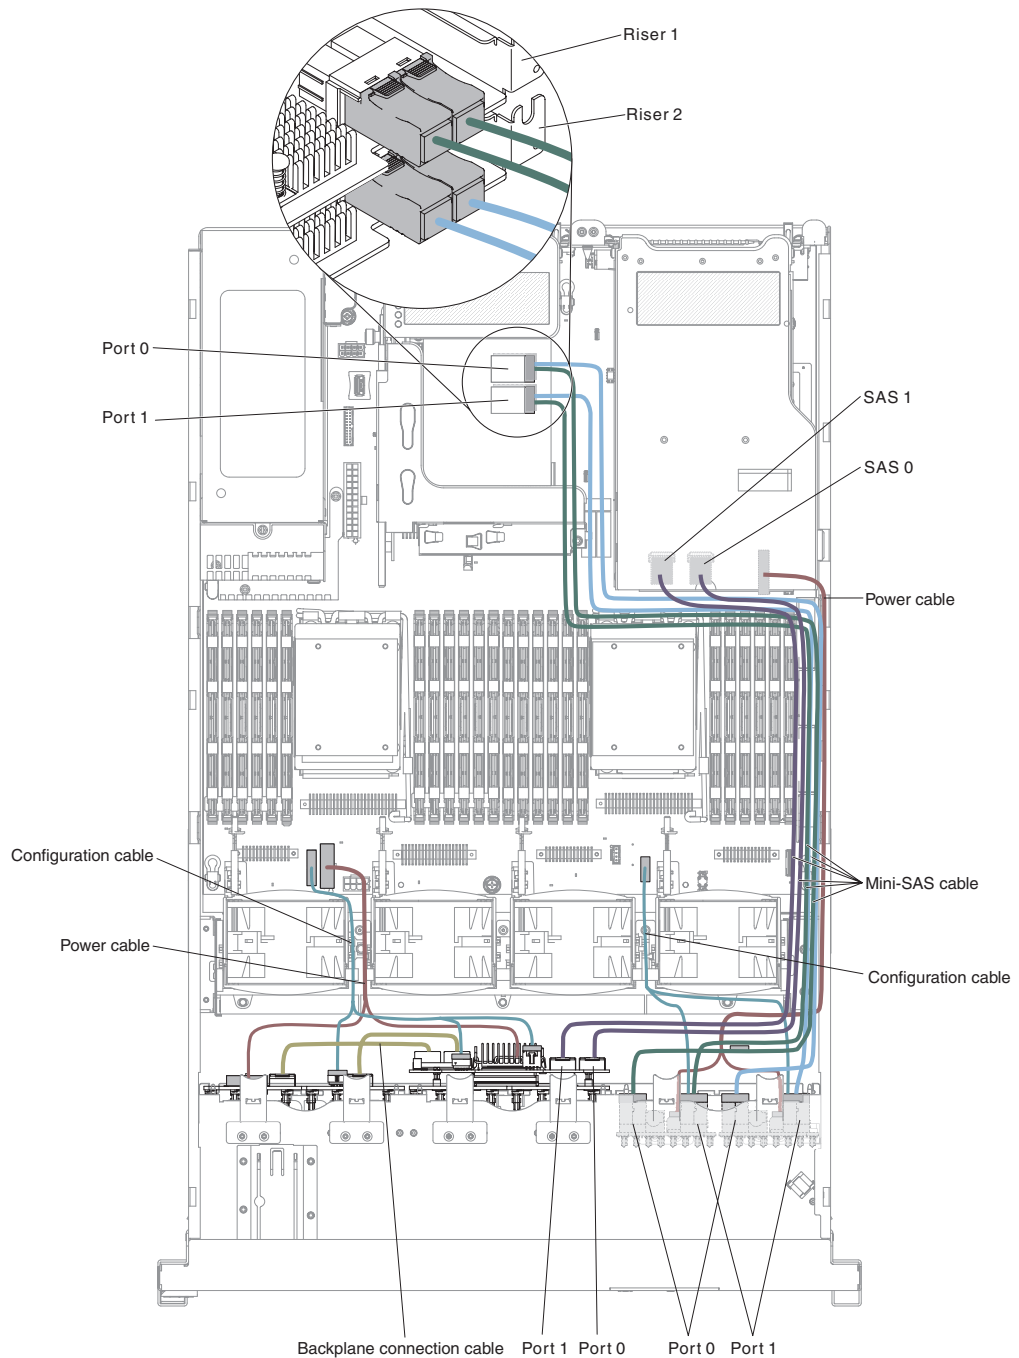 Riser 1
Riser 2
Port 0
Port 1
SAS 1
SAS 0
Power cable
Configuration cable
Mini-SAS cable
Power cable
Configuration cable
Backplane connection cable
Port 1
Port 0
Port 0
Port 1